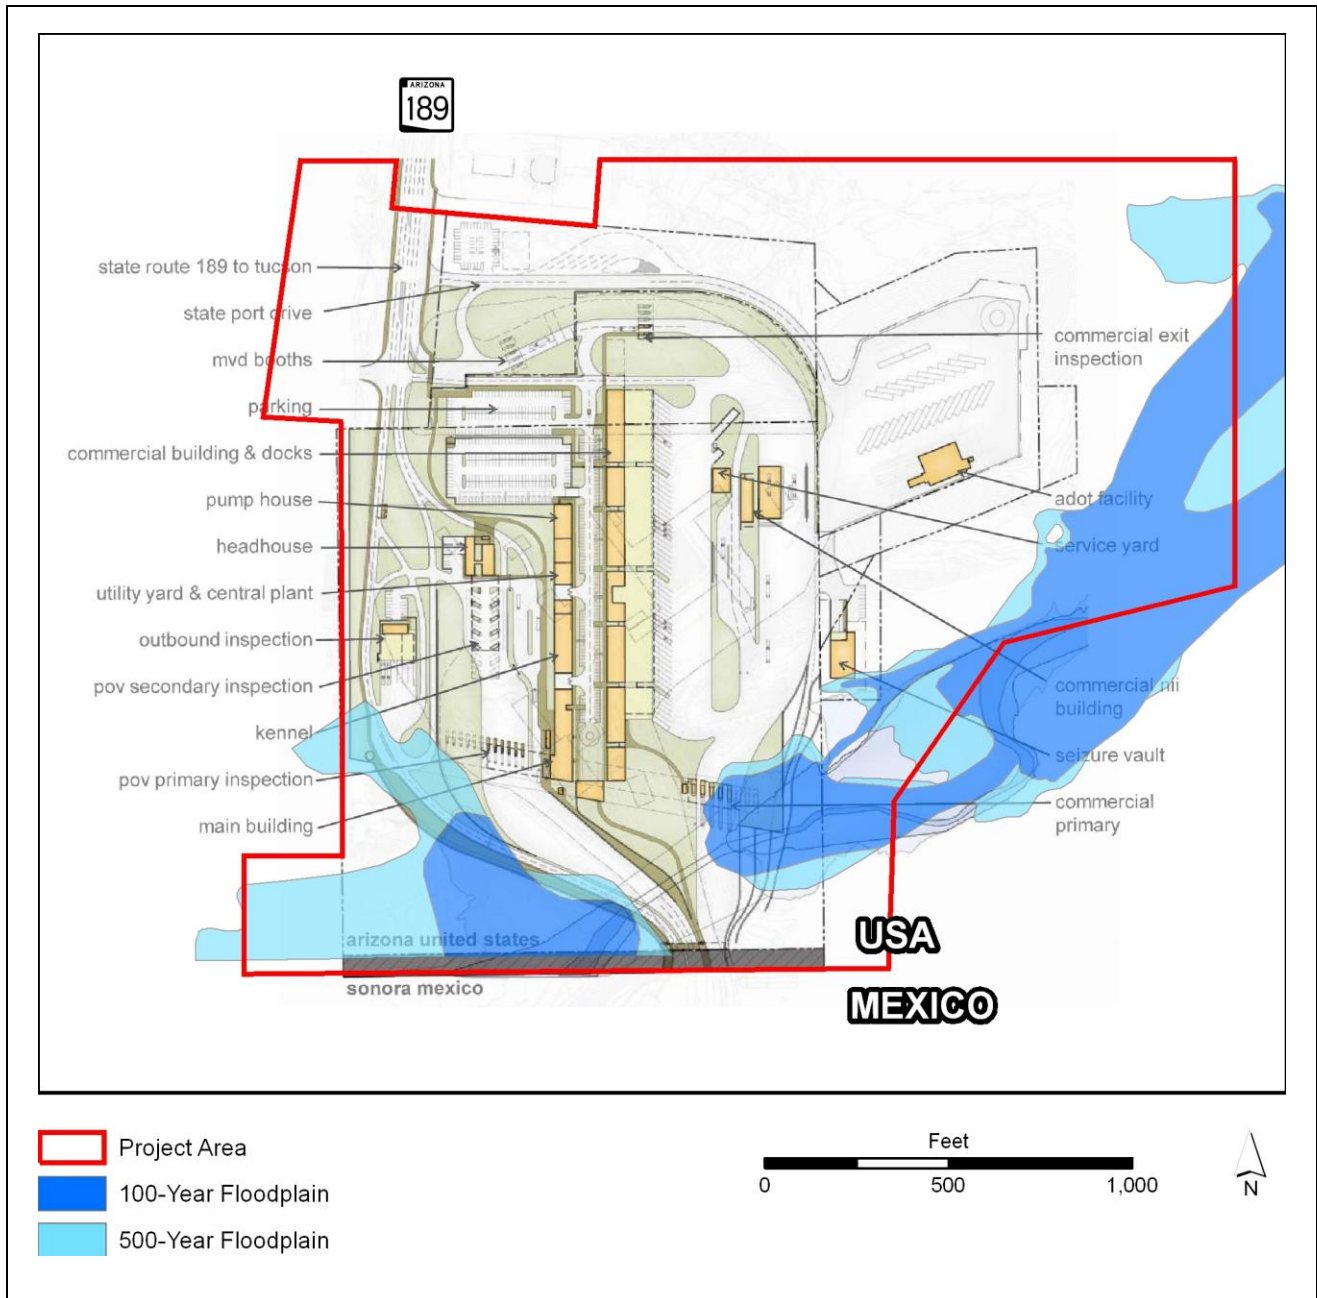 ARIZONA
189
state route 189 to tucson
state port drive
mvd booths
parking
commercial building & docks
pump house
headhouse
utility yard & central plant
outbound inspection
pov secondary inspection
kennel
pov primary inspection
main building
commercial exit
inspection
adot facility
service yard
commercial nii
building
seizure vault
commercial
primary
arizona united states
sonora mexico
USA
MEXICO
Project Area
100-Year Floodplain
500-Year Floodplain
Feet
0 500 1,000
N